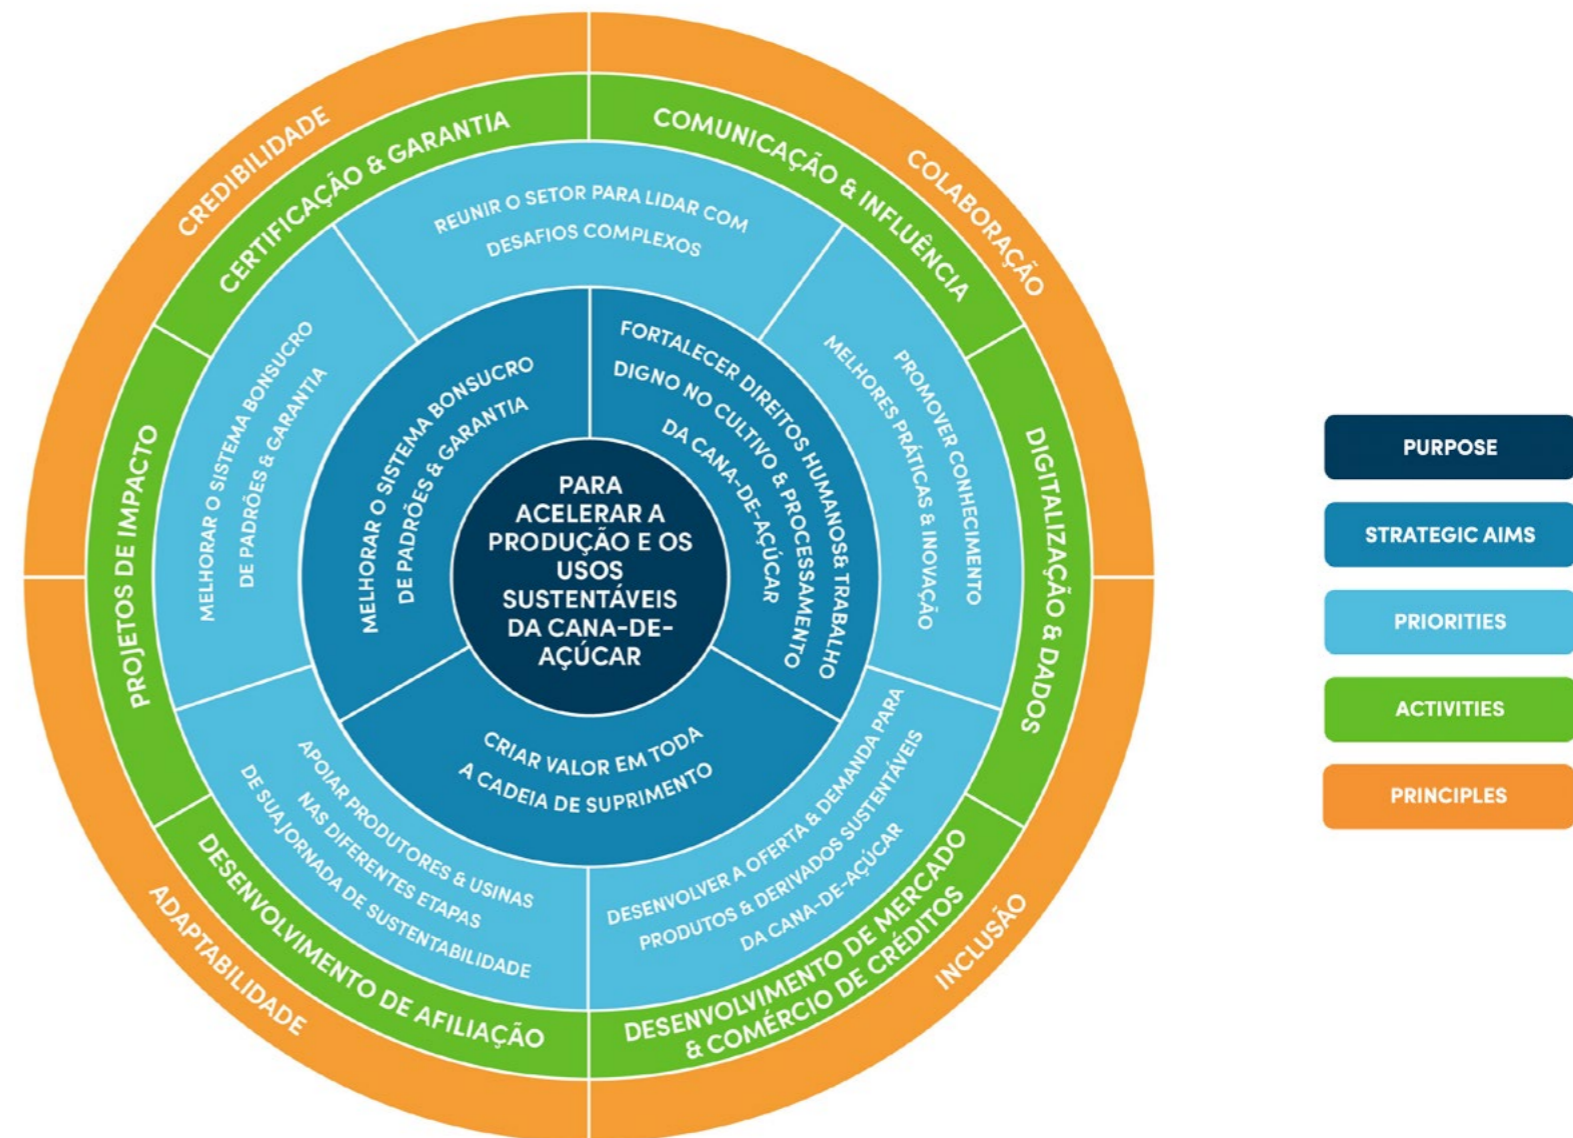 CREDIBILIDADE
COLABORAÇÃO
INCLUSÃO
ADAPTABILIDADE
CERTIFICAÇÃO & GARANTIA
COMUNICAÇÃO & INFLUÊNCIA
DIGITALIZAÇÃO & DADOS
DESENVOLVIMENTO DE MERCADO
& COMÉRCIO DE CRÉDITOS
DESENVOLVIMENTO DE AFILIAÇÃO
PROJETOS DE IMPACTO
REUNIR O SETOR PARA LIDAR COM
DESAFIOS COMPLEXOS
PROMOVER CONHECIMENTO
MELHORES PRÁTICAS & INOVAÇÃO
DESENVOLVER A OFERTA & DEMANDA PARA
PRODUTOS & DERIVADOS SUSTENTÁVEIS
DA CANA-DE-AÇÚCAR
APOIAR PRODUTORES & USINAS
NAS DIFERENTES ETAPAS
DE SUA JORNADA DE SUSTENTABILIDADE
MELHORAR O SISTEMA BONSUCRO
DE PADRÕES & GARANTIA
MELHORAR O SISTEMA BONSUCRO
DE PADRÕES & GARANTIA
FORTALECER DIREITOS HUMANOS& TRABALHO
DIGNO NO CULTIVO & PROCESSAMENTO
DA CANA-DE-AÇÚCAR
CRIAR VALOR EM TODA
A CADEIA DE SUPRIMENTO
PARA
ACELERAR A
PRODUÇÃO E OS
USOS
SUSTENTÁVEIS
DA CANA-DE-
AÇÚCAR
PURPOSE
STRATEGIC AIMS
PRIORITIES
ACTIVITIES
PRINCIPLES